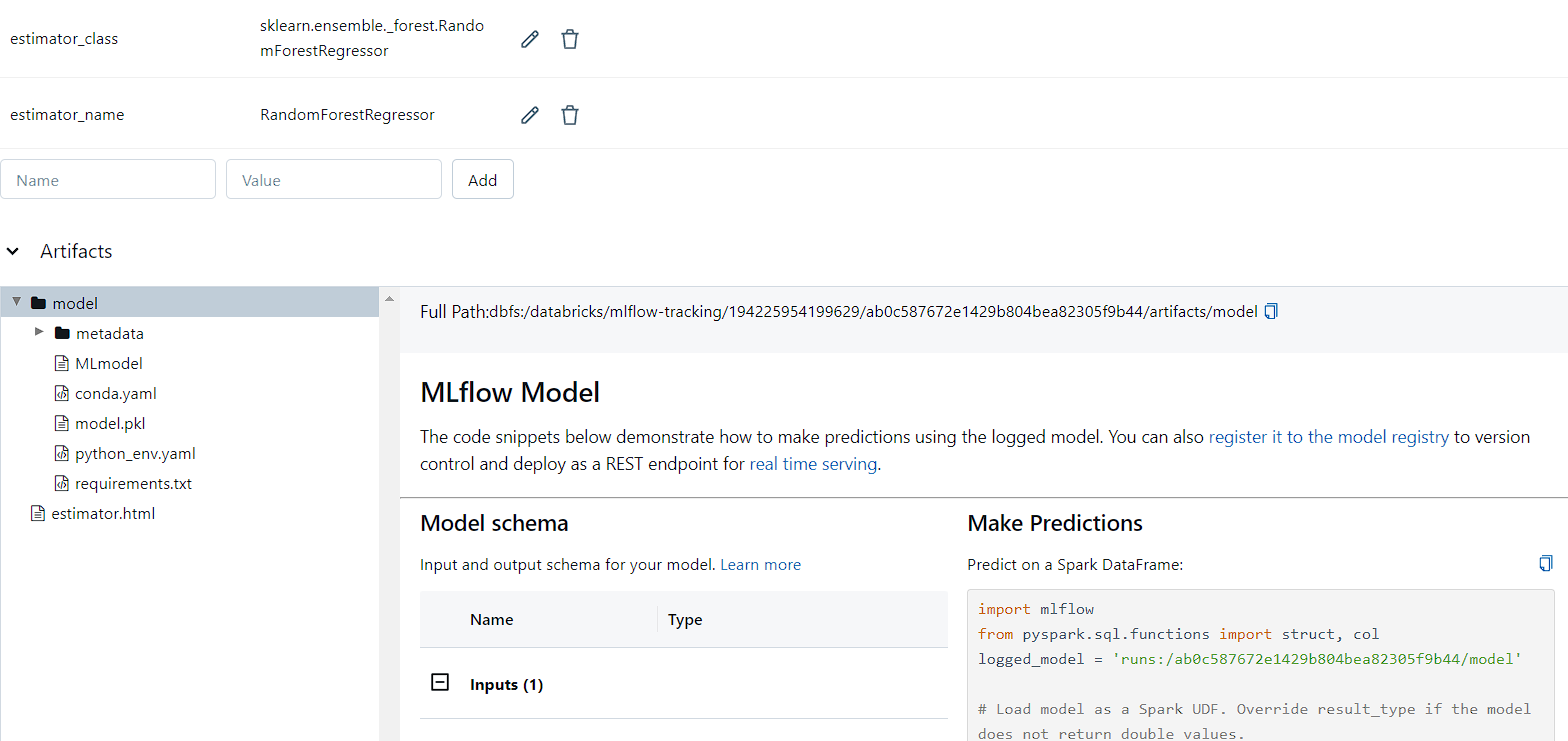 estimator_class
sklearn.ensemble._forest.Rando
mForestRegressor
estimator_name
RandomForestRegressor
Name
Value
Add
Artifacts
model
metadata
MLmodel
conda.yaml
model.pkl
python_env.yaml
requirements.txt
estimator.html
Full Path:dbfs:/databricks/mlflow-tracking/194225954199629/ab0c587672e1429b804bea82305f9b44/artifacts/model
MLflow Model
The code snippets below demonstrate how to make predictions using the logged model. You can also register it to the model registry to version
control and deploy as a REST endpoint for real time serving.
Model schema
Input and output schema for your model. Learn more
Name
Type
Inputs (1)
Make Predictions
Predict on a Spark DataFrame:
import mlflow
from pyspark.sql.functions import struct, col
logged_model = 'runs:/ab0c587672e1429b804bea82305f9b44/model'
# Load model as a Spark UDF. Override result_type if the model
does not return double values.